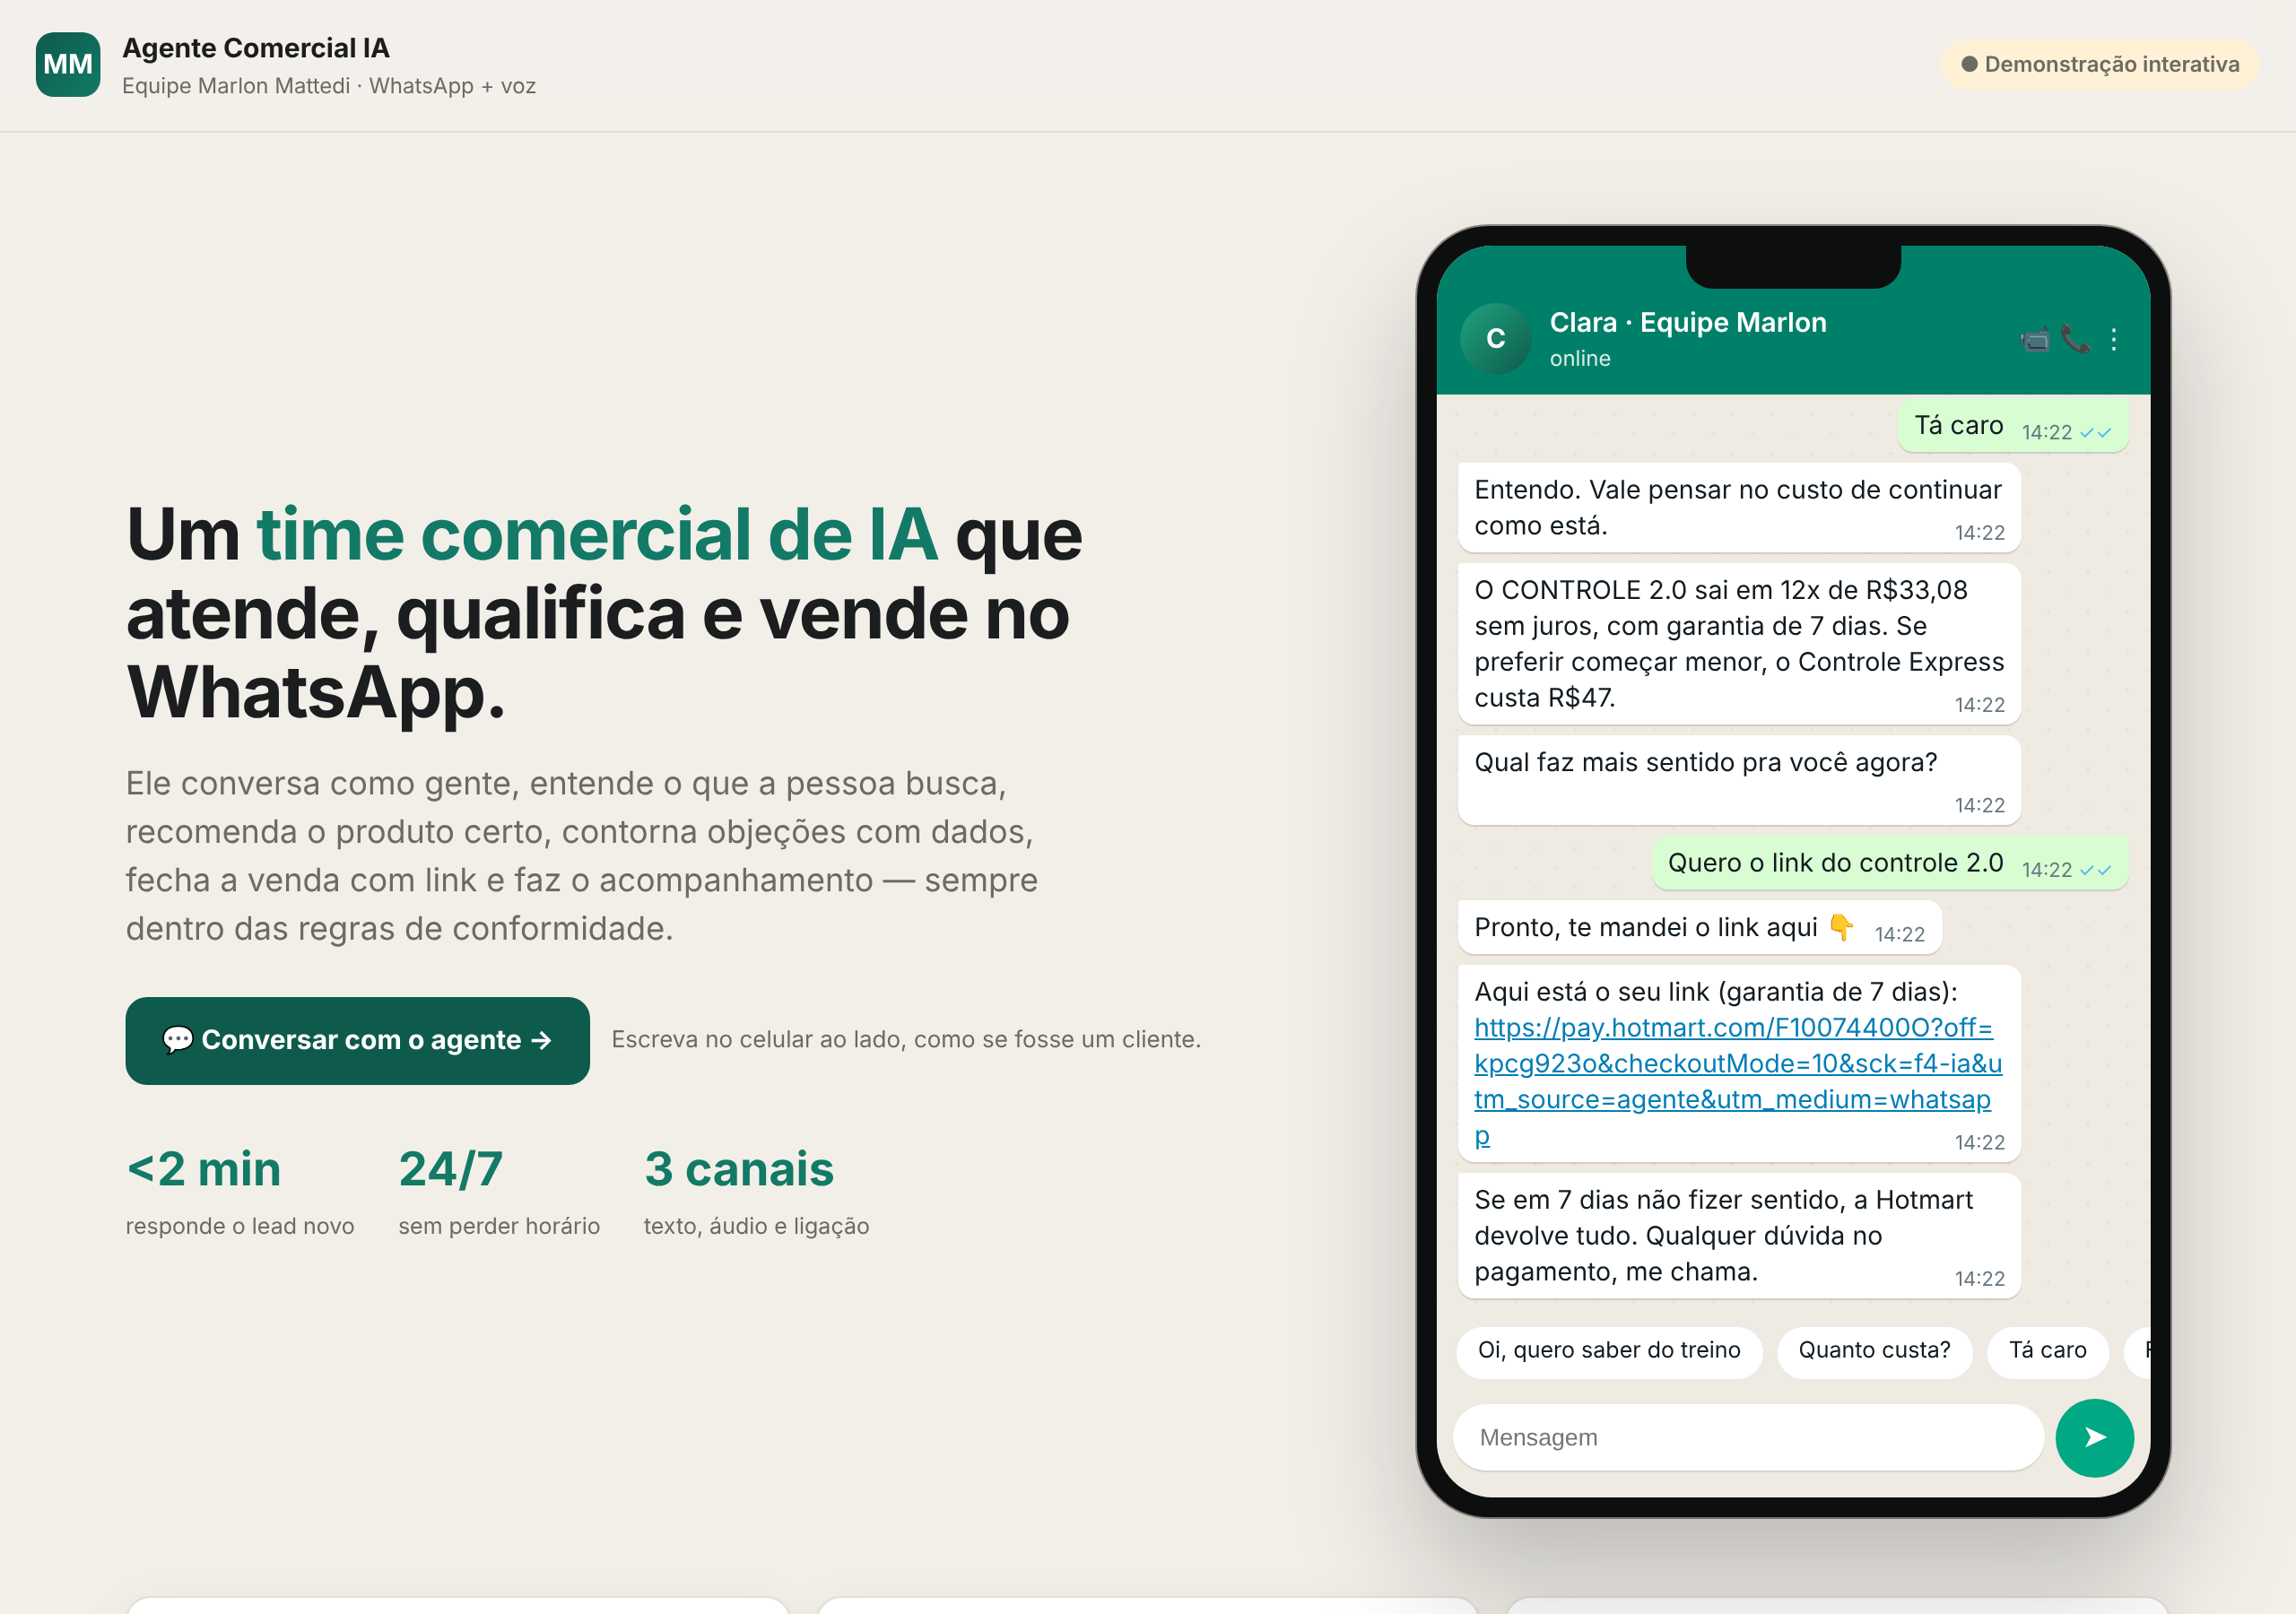 MM
Agente Comercial IA
Equipe Marlon Mattedi · WhatsApp + voz
● Demonstração interativa
Um time comercial de IA que
atende, qualifica e vende no
WhatsApp.
Ele conversa como gente, entende o que a pessoa busca,
recomenda o produto certo, contorna objeções com dados,
fecha a venda com link e faz o acompanhamento — sempre
dentro das regras de conformidade.
💬 Conversar com o agente →
Escreva no celular ao lado, como se fosse um cliente.
<2 min
responde o lead novo
24/7
sem perder horário
3 canais
texto, áudio e ligação
C
Clara · Equipe Marlon
online
Tá caro 14:22 ✓✓
Entendo. Vale pensar no custo de continuar
como está. 14:22
O CONTROLE 2.0 sai em 12x de R$33,08
sem juros, com garantia de 7 dias. Se
preferir começar menor, o Controle Express
custa R$47. 14:22
Qual faz mais sentido pra você agora?
14:22
Quero o link do controle 2.0 14:22 ✓✓
Pronto, te mandei o link aqui 👇 14:22
Aqui está o seu link (garantia de 7 dias):
https://pay.hotmart.com/F10074400O?off=
kpcg923o&checkoutMode=10&sck=f4-ia&u
tm_source=agente&utm_medium=whatsap
p 14:22
Se em 7 dias não fizer sentido, a Hotmart
devolve tudo. Qualquer dúvida no
pagamento, me chama. 14:22
Oi, quero saber do treino
Quanto custa?
Tá caro
Mensagem